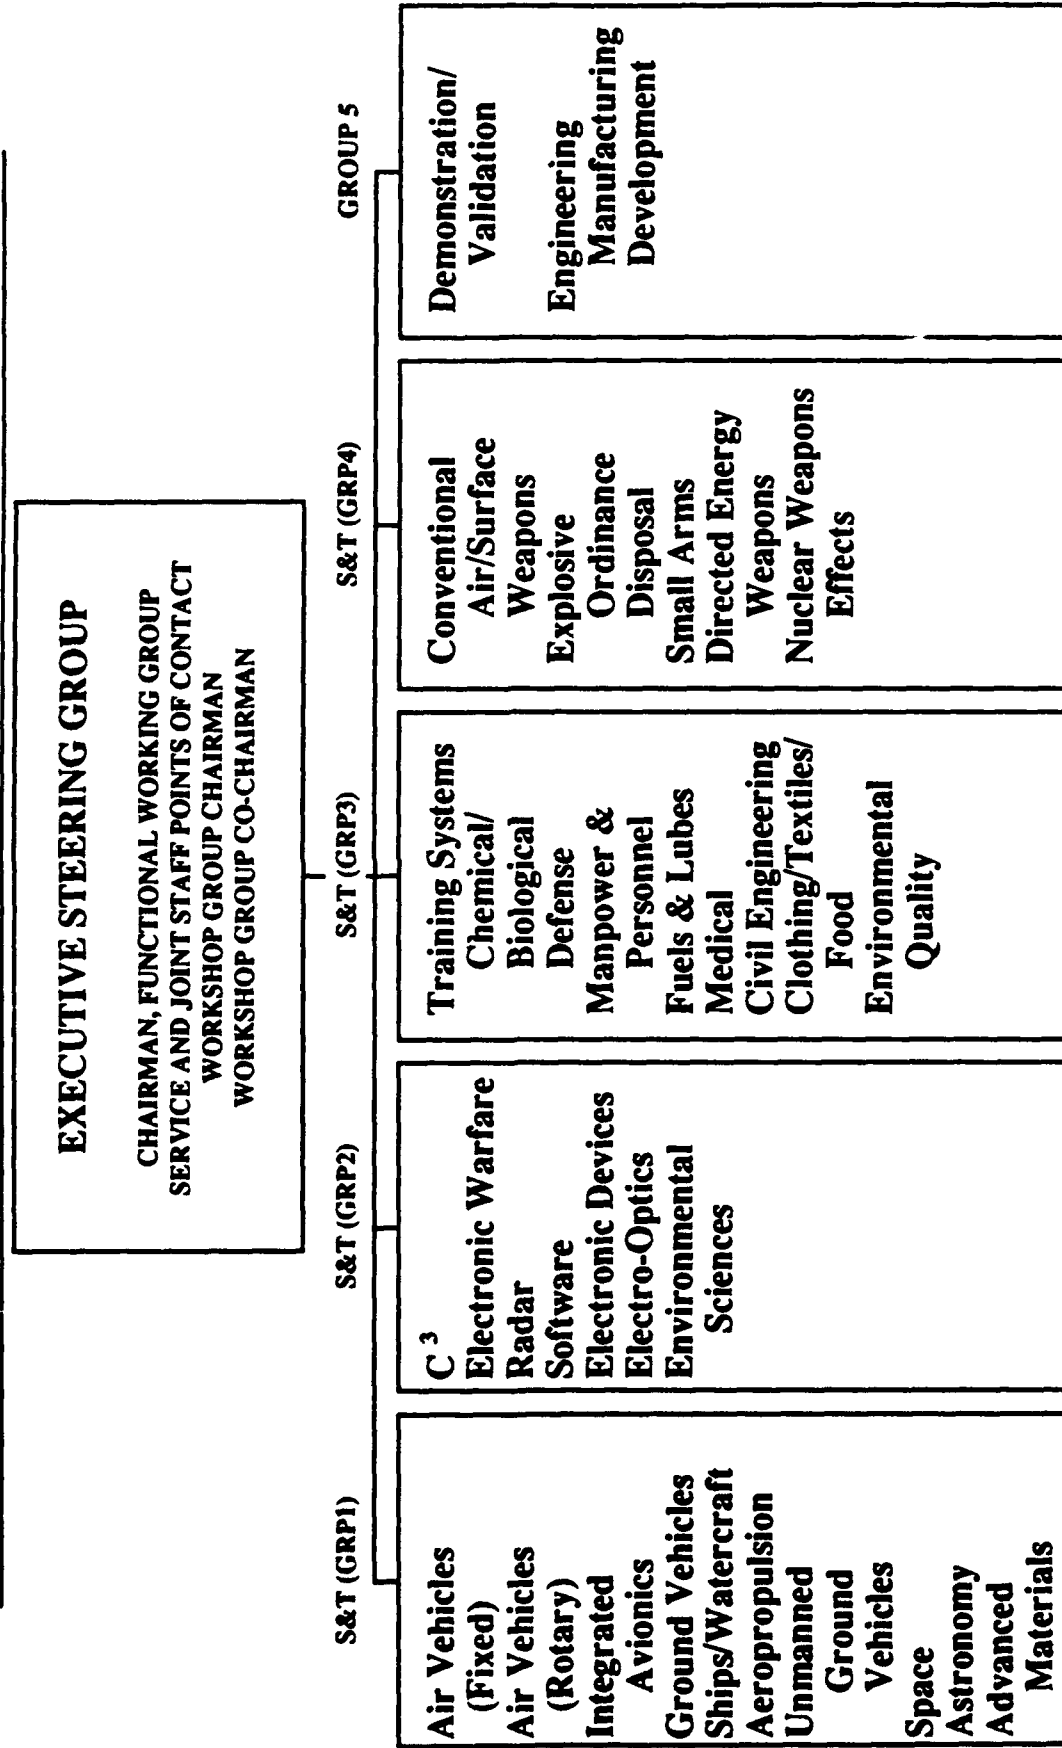 EXECUTIVE STEERING GROUP
CHAIRMAN, FUNCTIONAL WORKING GROUP
SERVICE AND JOINT STAFF POINTS OF CONTACT
WORKSHOP GROUP CHAIRMAN
WORKSHOP GROUP CO-CHAIRMAN
S&T (GRP1)
Air Vehicles
(Fixed)
Air Vehicles
(Rotary)
Integrated
Avionics
Ground Vehicles
Ships/Watercraft
Aeropropulsion
Unmanned
Ground
Vehicles
Space
Astronomy
Advanced
Materials
S&T (GRP2)
C³
Electronic Warfare
Radar
Software
Electronic Devices
Electro-Optics
Environmental
Sciences
S&T (GRP3)
Training Systems
Chemical/
Biological
Defense
Manpower &
Personnel
Fuels & Lubes
Medical
Civil Engineering
Clothing/Textiles/
Food
Environmental
Quality
S&T (GRP4)
Conventional
Air/Surface
Weapons
Explosive
Ordinance
Disposal
Small Arms
Directed Energy
Weapons
Nuclear Weapons
Effects
GROUP 5
Demonstration/
Validation
Engineering
Manufacturing
Development